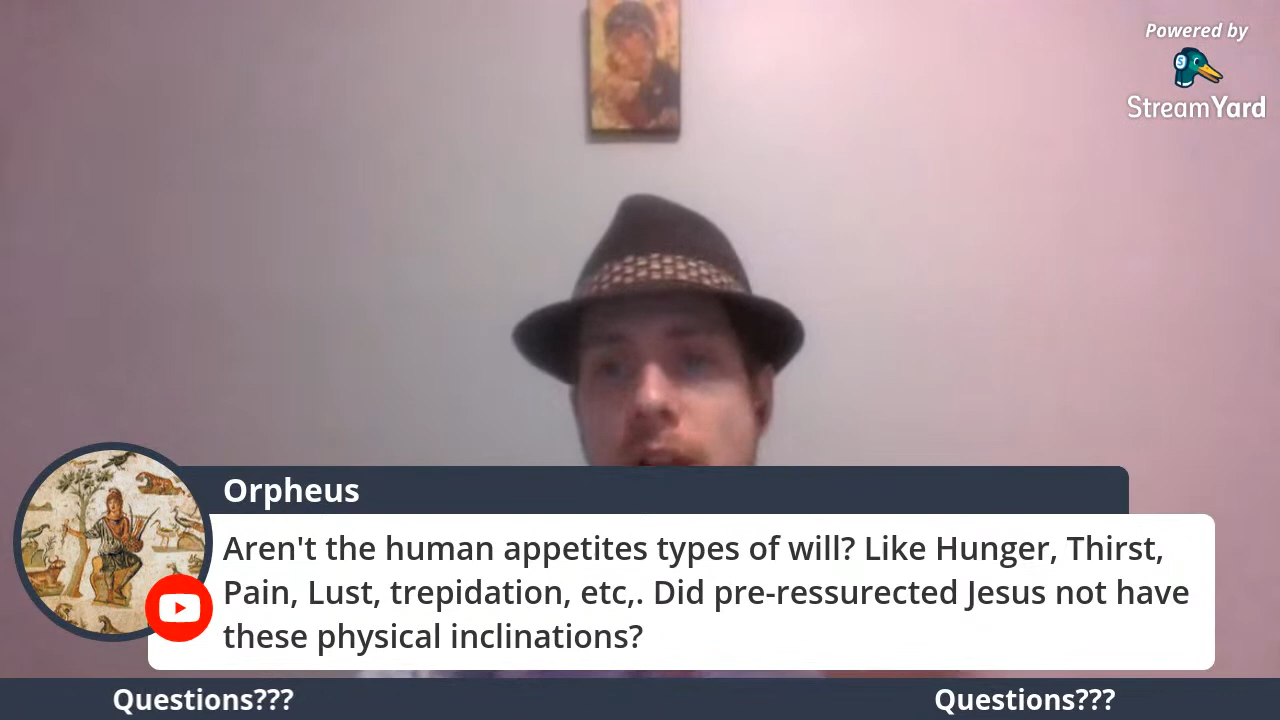 Powered by
StreamYard
Orpheus
Aren't the human appetites types of will? Like Hunger, Thirst,
Pain, Lust, trepidation, etc,. Did pre-ressurected Jesus not have
these physical inclinations?
Questions???
Questions???